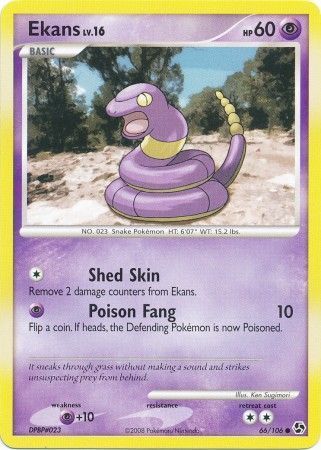 Ekans LV.16 HP 60
BASIC
NO. 023 Snake Pokémon HT: 6'07" WT: 15.2 lbs.
Shed Skin
Remove 2 damage counters from Ekans.
Poison Fang 10
Flip a coin. If heads, the Defending Pokémon is now Poisoned.
It sneaks through grass without making a sound and strikes
unsuspecting prey from behind.
Illus. Ken Sugimori
weakness resistance retreat cost
+10
DPBP#023 ©2008 Pokémon/Nintendo 66/106